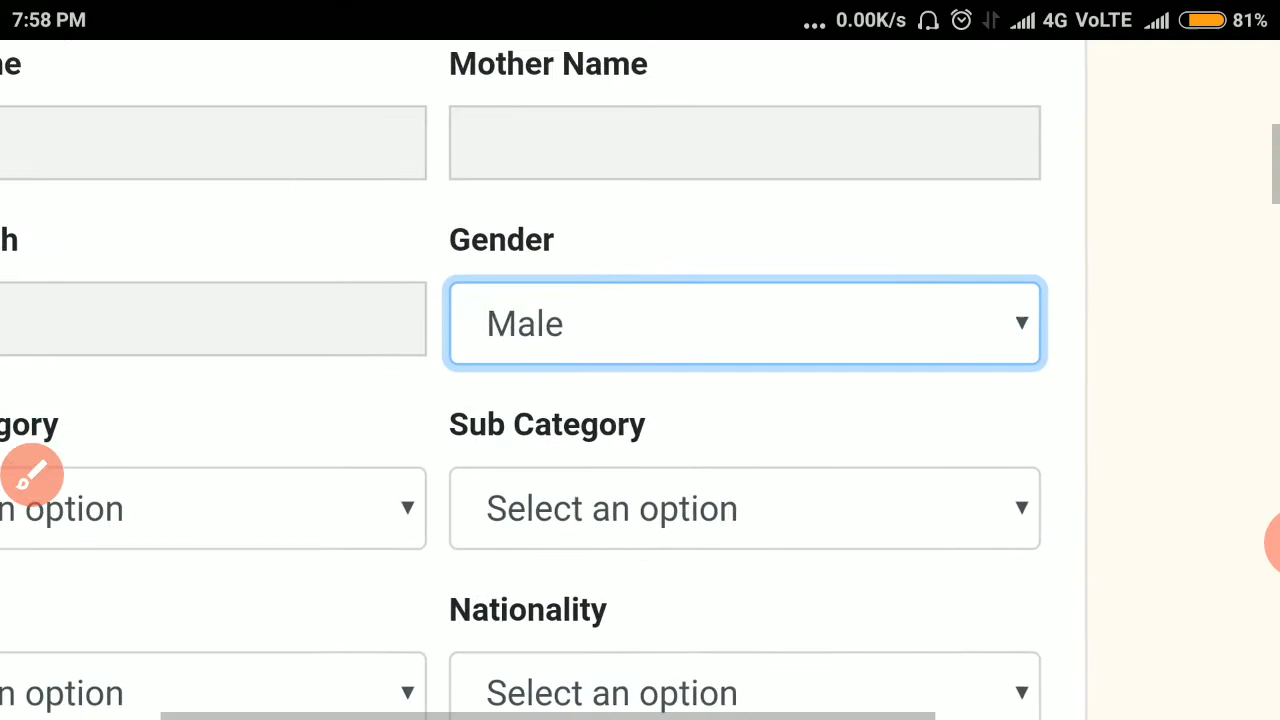 7:58 PM ... 0.00K/s 4G VoLTE 81%
ne Mother Name
h Gender
Male
gory Sub Category
n option Select an option
Nationality
n option Select an option